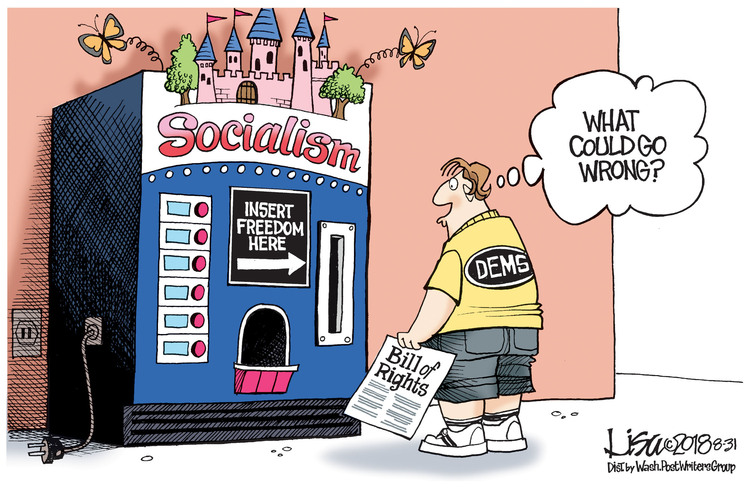 Socialism
INSERT
FREEDOM
HERE
WHAT
COULD GO
WRONG?
DEMS
Bill of
Rights
Lisa ©2018 8-31
DIST. by WASH. POST WRITERS GROUP